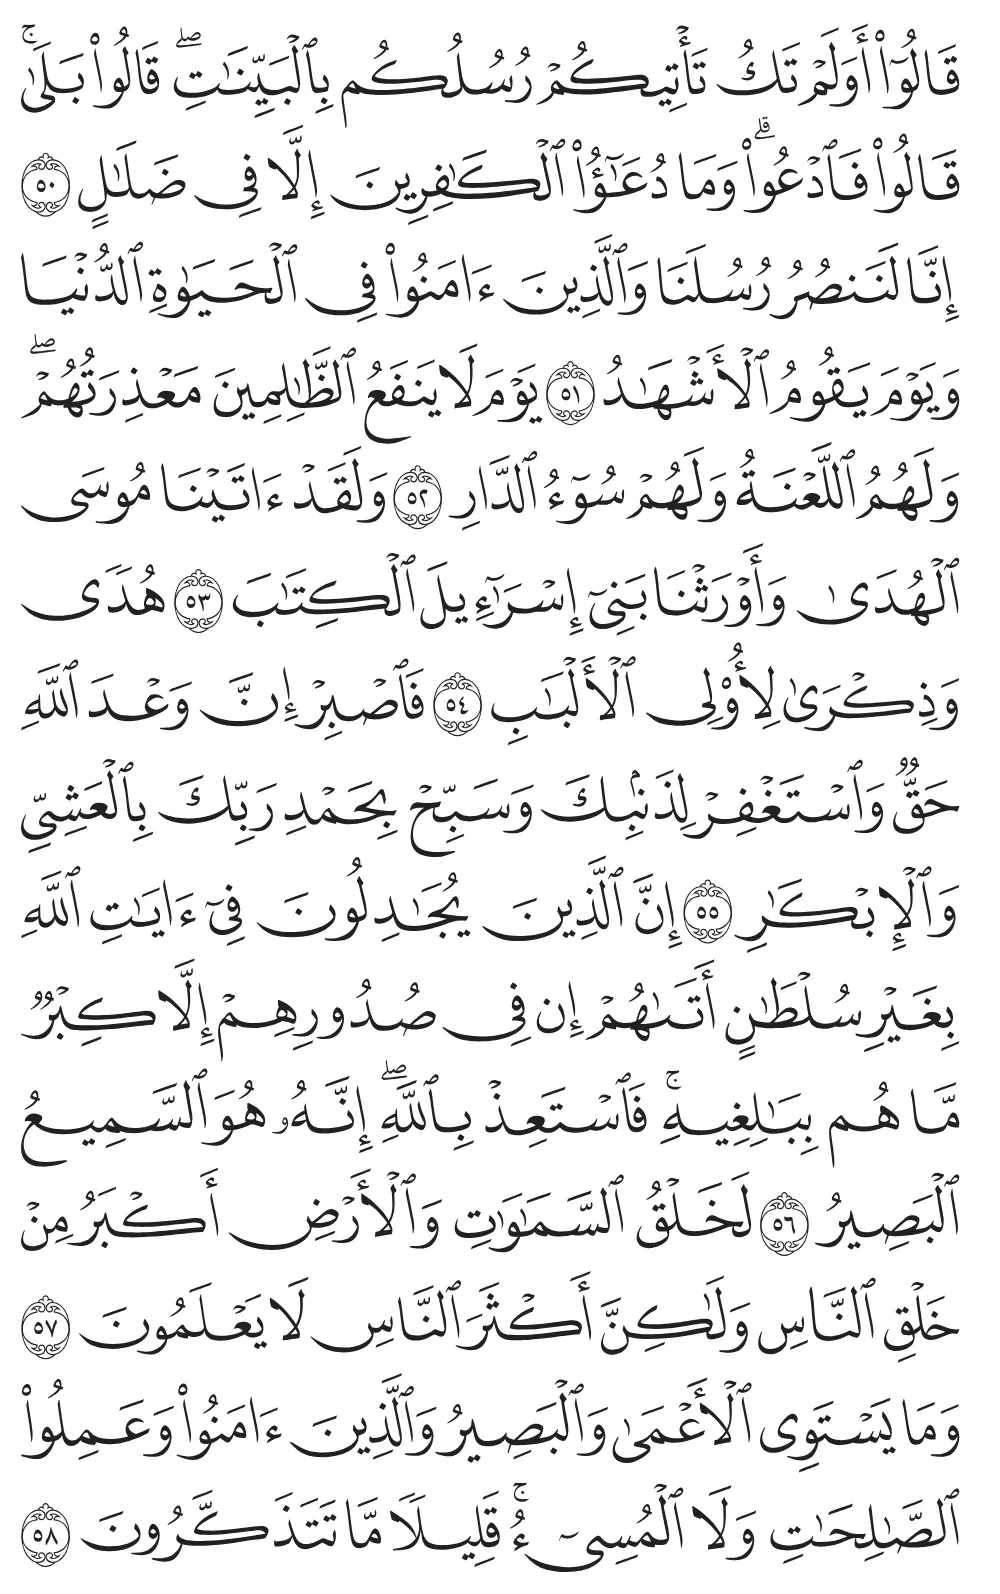 قَالُوٓا۟ أَوَلَمْ تَكُ تَأْتِيكُمْ رُسُلُكُم بِٱلْبَيِّنَـٰتِ ۖ قَالُوا۟ بَلَىٰ ۚ
قَالُوا۟ فَٱدْعُوا۟ ۗ وَمَا دُعَـٰٓؤُا۟ ٱلْكَـٰفِرِينَ إِلَّا فِى ضَلَـٰلٍ ٥٠
إِنَّا لَنَنصُرُ رُسُلَنَا وَٱلَّذِينَ ءَامَنُوا۟ فِى ٱلْحَيَوٰةِ ٱلدُّنْيَا
وَيَوْمَ يَقُومُ ٱلْأَشْهَـٰدُ ٥١ يَوْمَ لَا يَنفَعُ ٱلظَّـٰلِمِينَ مَعْذِرَتُهُمْ ۖ
وَلَهُمُ ٱللَّعْنَةُ وَلَهُمْ سُوٓءُ ٱلدَّارِ ٥٢ وَلَقَدْ ءَاتَيْنَا مُوسَى
ٱلْهُدَىٰ وَأَوْرَثْنَا بَنِىٓ إِسْرَٰٓءِيلَ ٱلْكِتَـٰبَ ٥٣ هُدًى
وَذِكْرَىٰ لِأُو۟لِى ٱلْأَلْبَـٰبِ ٥٤ فَٱصْبِرْ إِنَّ وَعْدَ ٱللَّهِ
حَقٌّ وَٱسْتَغْفِرْ لِذَنۢبِكَ وَسَبِّحْ بِحَمْدِ رَبِّكَ بِٱلْعَشِىِّ
وَٱلْإِبْكَـٰرِ ٥٥ إِنَّ ٱلَّذِينَ يُجَـٰدِلُونَ فِىٓ ءَايَـٰتِ ٱللَّهِ
بِغَيْرِ سُلْطَـٰنٍ أَتَىٰهُمْ إِن فِى صُدُورِهِمْ إِلَّا كِبْرٌ
مَّا هُم بِبَـٰلِغِيهِ ۚ فَٱسْتَعِذْ بِٱللَّهِ ۖ إِنَّهُۥ هُوَ ٱلسَّمِيعُ
ٱلْبَصِيرُ ٥٦ لَخَلْقُ ٱلسَّمَـٰوَٰتِ وَٱلْأَرْضِ أَكْبَرُ مِنْ
خَلْقِ ٱلنَّاسِ وَلَـٰكِنَّ أَكْثَرَ ٱلنَّاسِ لَا يَعْلَمُونَ ٥٧
وَمَا يَسْتَوِى ٱلْأَعْمَىٰ وَٱلْبَصِيرُ وَٱلَّذِينَ ءَامَنُوا۟ وَعَمِلُوا۟
ٱلصَّـٰلِحَـٰتِ وَلَا ٱلْمُسِىٓءُ ۚ قَلِيلًا مَّا تَتَذَكَّرُونَ ٥٨